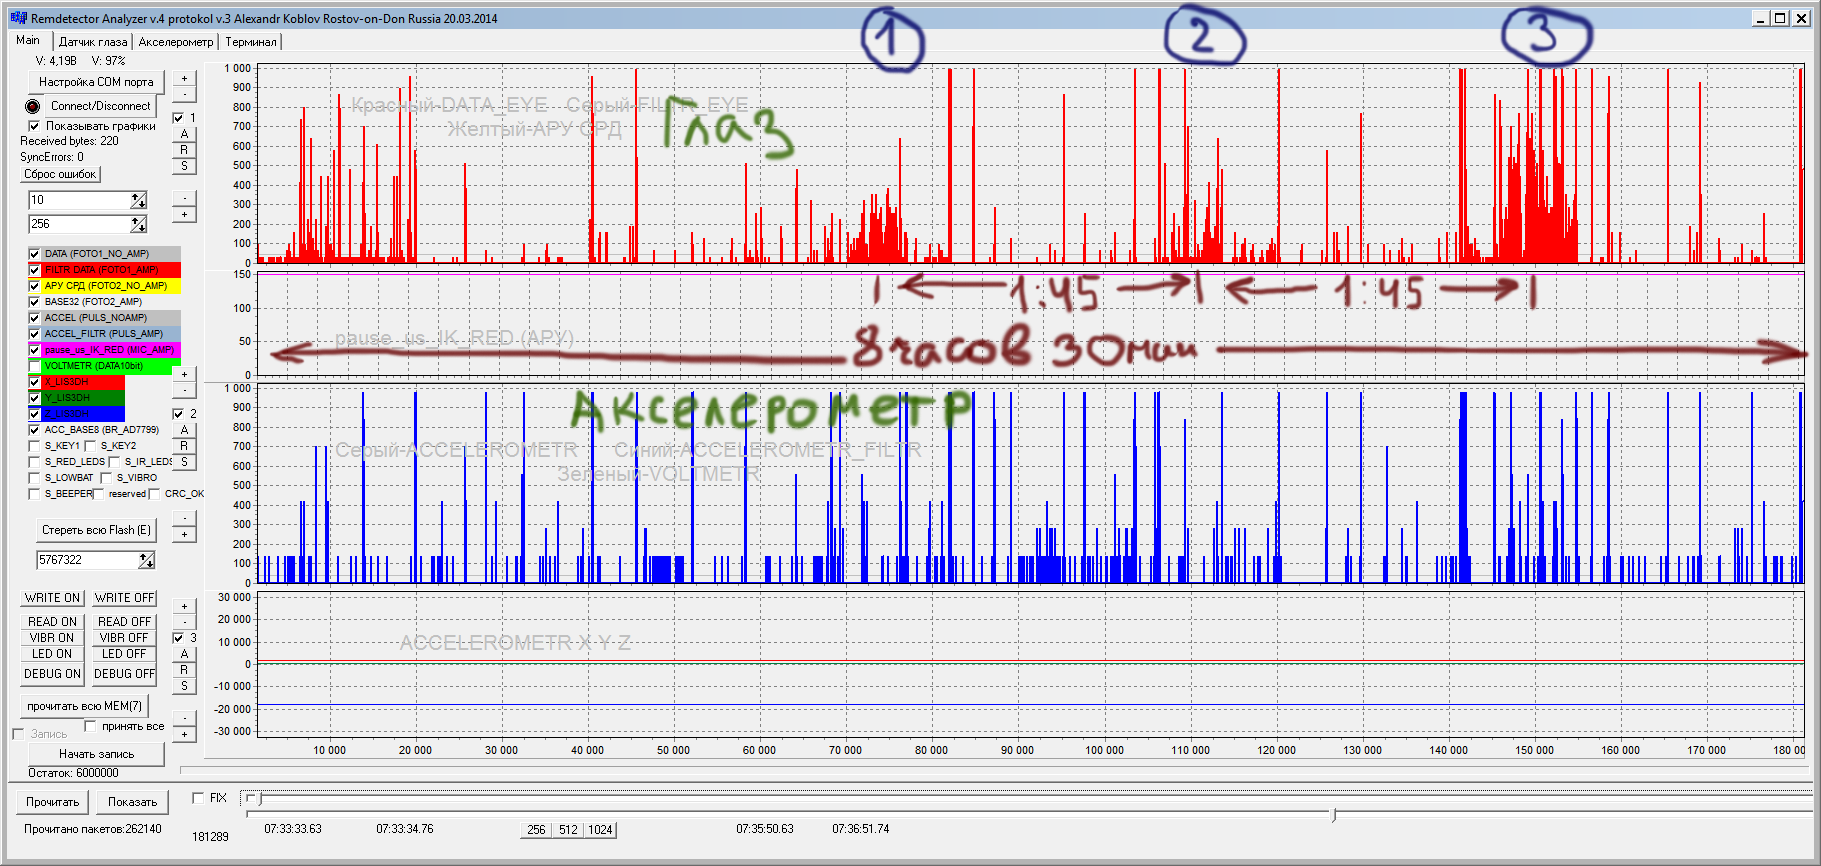 Remdetector Analyzer v.4 protokol v.3 Alexandr Koblov Rostov-on-Don Russia 20.03.2014
1 2 3
Main Датчик глаза Акселерометр Терминал
V: 4,19В V: 97%
Настройка COM порта
Connect/Disconnect
Показывать графики
Received bytes: 220
SyncErrors: 0
Сброс ошибок
10
256
DATA (FOTO1_NO_AMP)
FILTR DATA (FOTO1_AMP)
АРУ СРД (FOTO2_NO_AMP)
BASE32 (FOTO2_AMP)
ACCEL (PULS_NOAMP)
ACCEL_FILTR (PULS_AMP)
pause_us_IK_RED (MIC_AMP)
VOLTMETR (DATA10bit)
X_LIS3DH
Y_LIS3DH
Z_LIS3DH
ACC_BASE8 (BR_AD7799)
S_KEY1 S_KEY2
S_RED_LEDS S_IR_LEDS
S_LOWBAT S_VIBRO
S_BEEPER reserved CRC_OK
Стереть всю Flash (E)
5767322
WRITE ON WRITE OFF
READ ON READ OFF
VIBR ON VIBR OFF
LED ON LED OFF
DEBUG ON DEBUG OFF
прочитать всю MEM(7)
принять все
Запись
Начать запись
Остаток: 6000000
+
-
1
A
R
S
-
+
+
-
2
A
R
S
-
+
+
-
3
A
R
S
-
+
1 000
900
800
700
600
500
400
300
200
100
0
Красный-DATA_EYE Серый-FILTR_EYE
Желтый-АРУ СРД
Глаз
150
100
50
0
1:45 1:45
pause_us_IK_RED (АРУ)
8 часов 30 мин
1 000
900
800
700
600
500
400
300
200
100
0
Акселерометр
Серый-ACCELEROMETR Синий-ACCELEROMETR_FILTR
Зеленый-VOLTMETR
30 000
20 000
10 000
0
-10 000
-20 000
-30 000
ACCELEROMETR X Y Z
10 000 20 000 30 000 40 000 50 000 60 000 70 000 80 000 90 000 100 000 110 000 120 000 130 000 140 000 150 000 160 000 170 000 180 000
Прочитать Показать FIX
Прочитано пакетов:262140
181289
07:33:33.63 07:33:34.76 256 512 1024 07:35:50.63 07:36:51.74